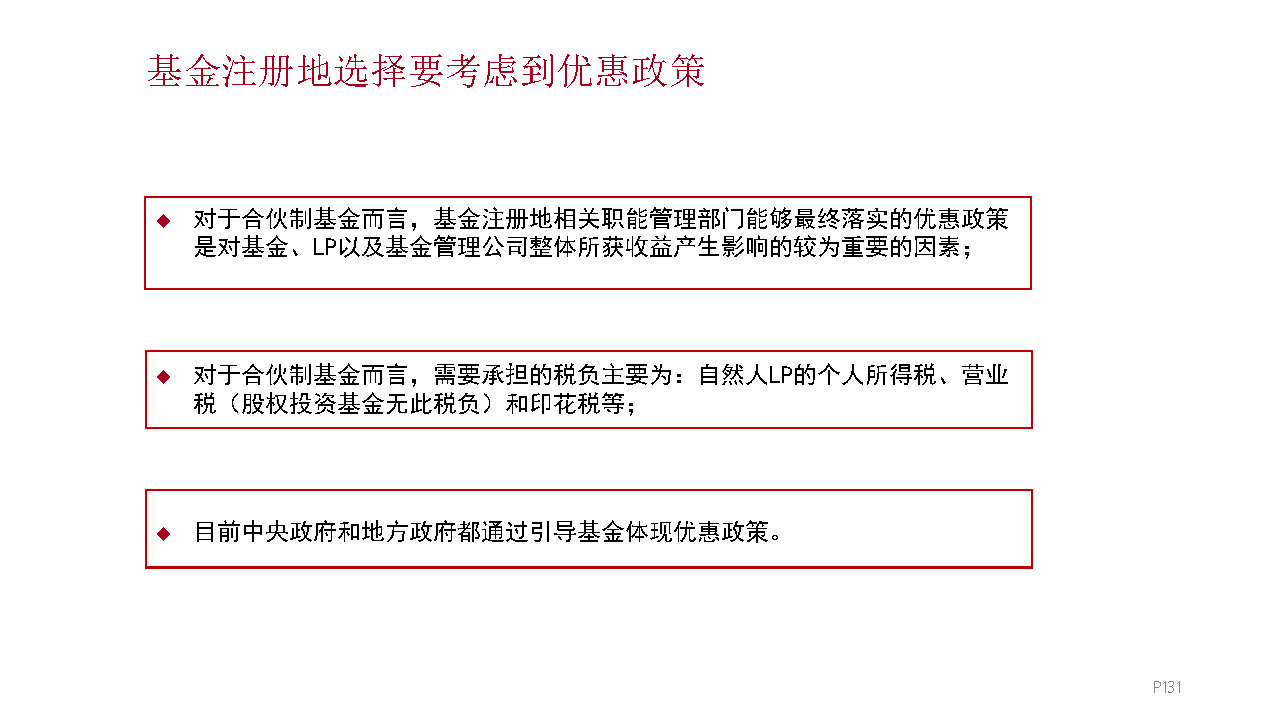 基金注册地选择要考虑到优惠政策
◆ 对于合伙制基金而言，基金注册地相关职能管理部门能够最终落实的优惠政策
是对基金、LP以及基金管理公司整体所获收益产生影响的较为重要的因素；
◆ 对于合伙制基金而言，需要承担的税负主要为：自然人LP的个人所得税、营业
税（股权投资基金无此税负）和印花税等；
◆ 目前中央政府和地方政府都通过引导基金体现优惠政策。
P131